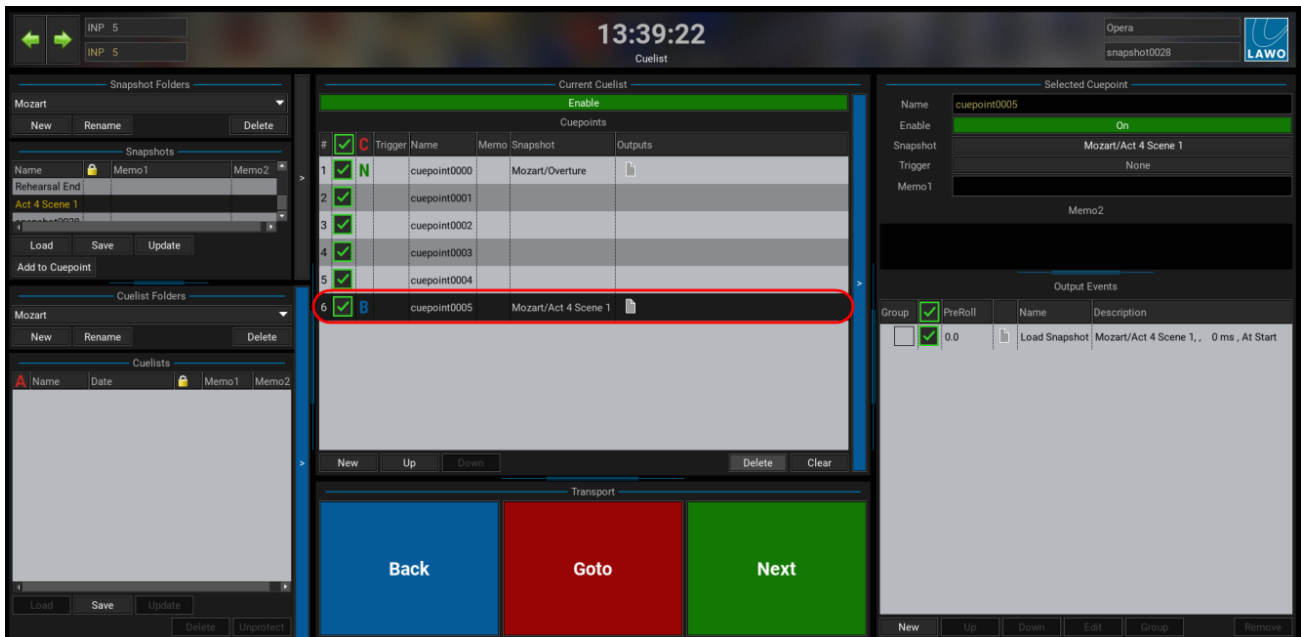 INP 5
INP 5
13:39:22
Cuelist
Opera
snapshot0028
LAWO
Snapshot Folders
Mozart
New Rename Delete
Snapshots
Name Memo1 Memo2
Rehearsal End
Act 4 Scene 1
snapshot0028
Load Save Update
Add to Cuepoint
Cuelist Folders
Mozart
New Rename Delete
Cuelists
A Name Date Memo1 Memo2
Load Save Update
Delete Unprotect
Current Cuelist
Enable
Cuepoints
# C Trigger Name Memo Snapshot Outputs
1 N cuepoint0000 Mozart/Overture
2 cuepoint0001
3 cuepoint0002
4 cuepoint0003
5 cuepoint0004
6 B cuepoint0005 Mozart/Act 4 Scene 1
New Up Down Delete Clear
Transport
Back Goto Next
Selected Cuepoint
Name cuepoint0005
Enable On
Snapshot Mozart/Act 4 Scene 1
Trigger None
Memo1
Memo2
Output Events
Group PreRoll Name Description
0.0 Load Snapshot Mozart/Act 4 Scene 1, , 0 ms , At Start
New Up Down Edit Group Remove